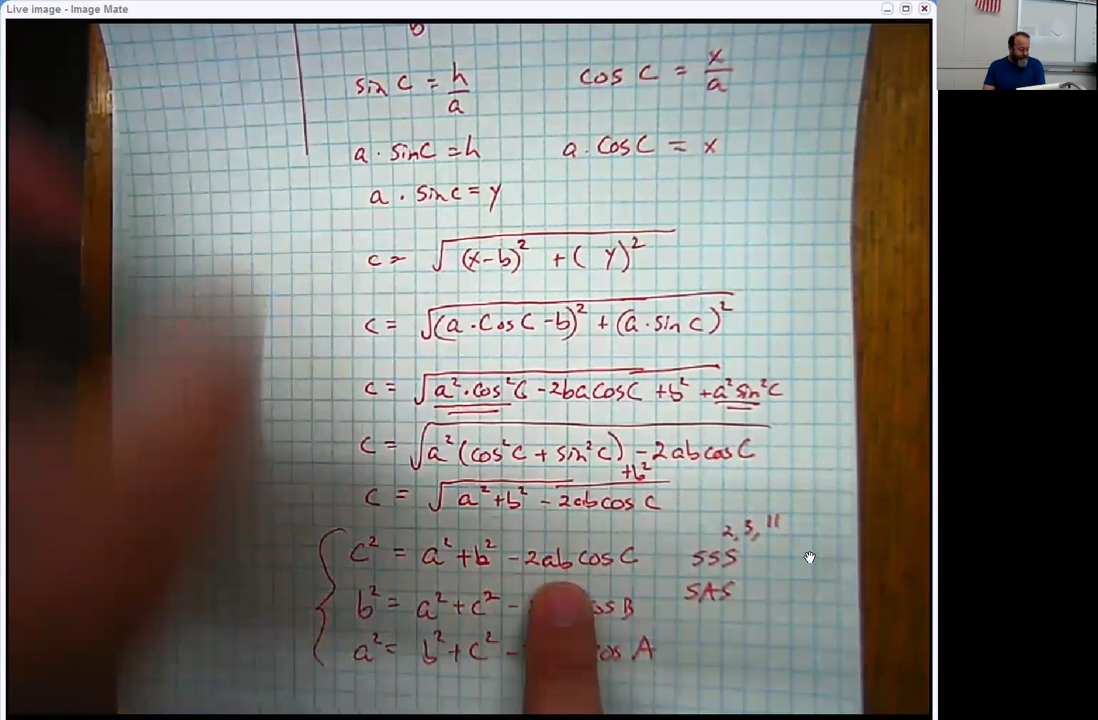 Live image - Image Mate
sin C = h/a cos C = x/a
a · sin C = h a · cos C = x
a · sin c = y
c = √((x-b)² + ( y)²)
c = √((a · cos C - b)² + (a · sin c)²)
c = √(a² · cos² C - 2ba cos C + b² + a² sin² C)
c = √(a² (cos² C + sin² c) - 2ab cos C + b²)
c = √(a² + b² - 2ab cos C)
2, 3, 11
c² = a² + b² - 2ab cos C SSS
SAS
b² = a² + c² - os B
a² = b² + c² - os A